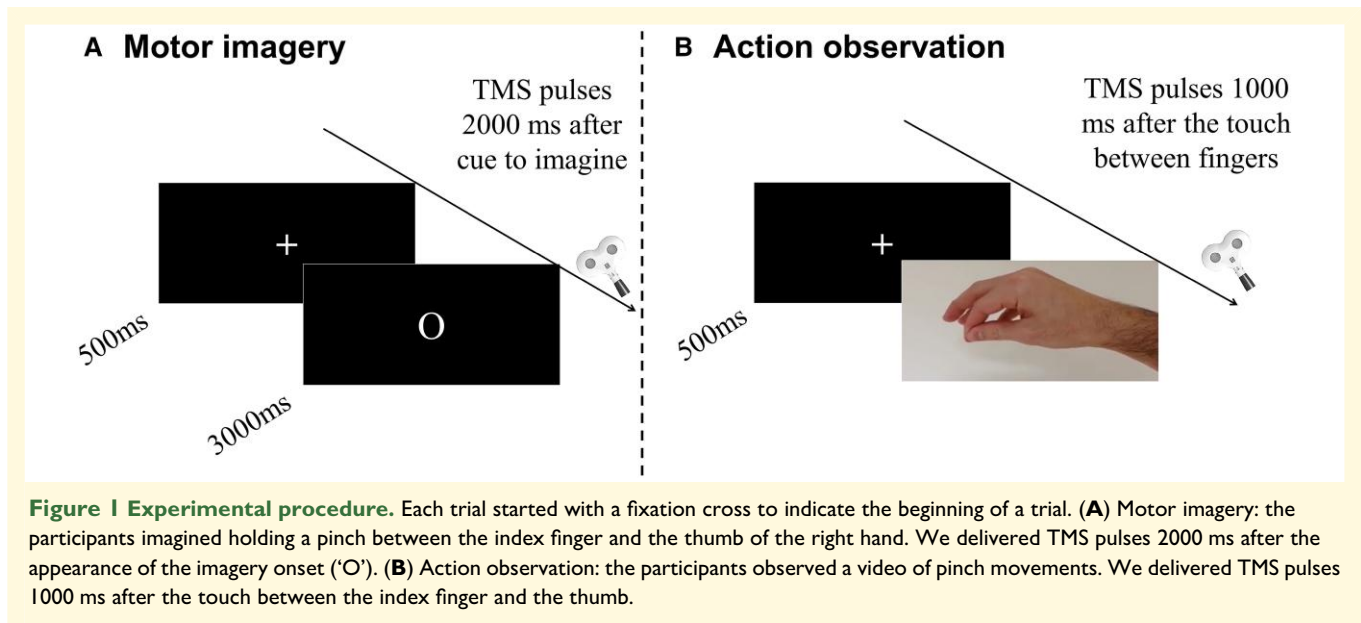 A Motor imagery
TMS pulses
2000 ms after
cue to imagine
+
O
500ms
3000ms
B Action observation
TMS pulses 1000
ms after the touch
between fingers
+
500ms
Figure 1 Experimental procedure. Each trial started with a fixation cross to indicate the beginning of a trial. (A) Motor imagery: the
participants imagined holding a pinch between the index finger and the thumb of the right hand. We delivered TMS pulses 2000 ms after the
appearance of the imagery onset (‘O’). (B) Action observation: the participants observed a video of pinch movements. We delivered TMS pulses
1000 ms after the touch between the index finger and the thumb.